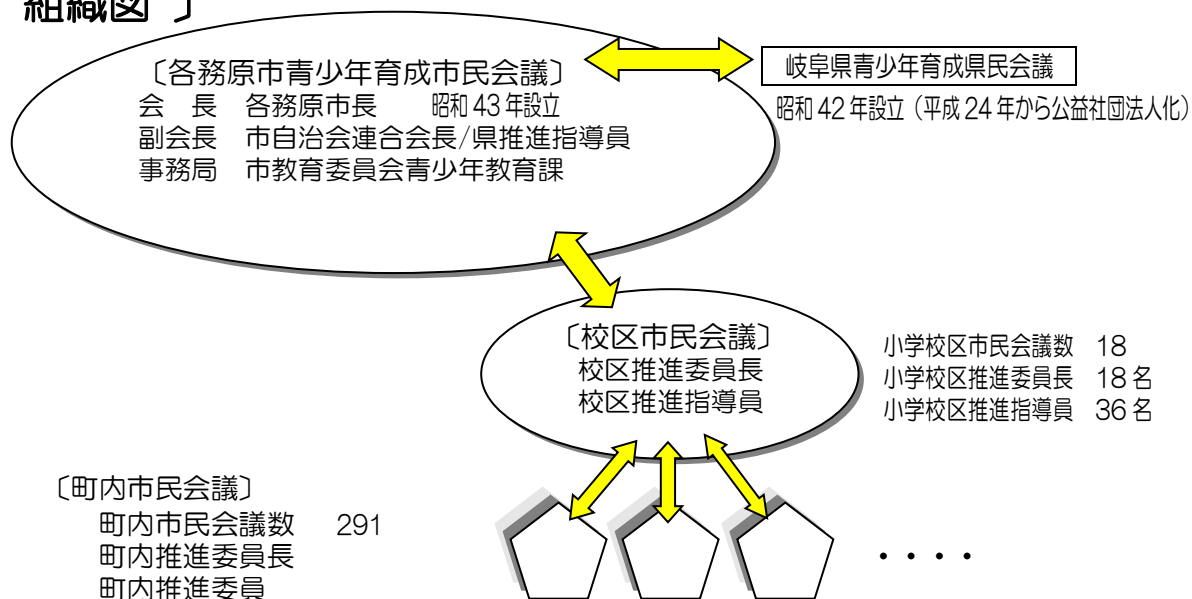 組織図 〕
〔各務原市青少年育成市民会議〕
会 長 各務原市長 昭和43年設立
副会長 市自治会連合会長/県推進指導員
事務局 市教育委員会青少年教育課
岐阜県青少年育成県民会議
昭和42年設立（平成24年から公益社団法人化）
〔校区市民会議〕
校区推進委員長
校区推進指導員
小学校区市民会議数 18
小学校区推進委員長 18名
小学校区推進指導員 36名
〔町内市民会議〕
町内市民会議数 291
町内推進委員長
町内推進委員
・・・・